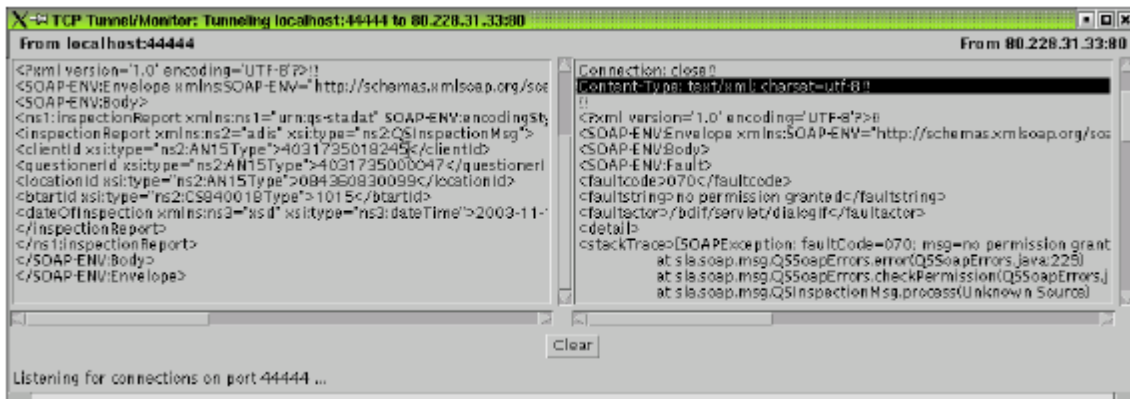 TCP Tunnel/Monitor: Tunneling localhost:44444 to 80.228.31.33:80
From localhost:44444
From 80.228.31.33:80
<?xml version='1.0' encoding='UTF-8'?>!!
<SOAP-ENV:Envelope xmlns:SOAP-ENV="http://schemas.xmlsoap.org/soa
<SOAP-ENV:Body>
<ns1:inspectionReport xmlns:ns1="urn:qs-stadat" SOAP-ENV:encodingSty
<inspectionReport xmlns:ns2="adis" xsi:type="ns2:QSInspectionMsg">
<clientId xsi:type="ns2:AN15Type">4031735018245</clientId>
<questionerId xsi:type="ns2:AN15Type">4031735000047</questionerI
<locationId xsi:type="ns2:AN15Type">084360830099</locationId>
<btartId xsi:type="ns2:CS840018Type">1015</btartId>
<dateOfInspection xmlns:ns3="xsd" xsi:type="ns3:dateTime">2003-11-
</inspectionReport>
</ns1:inspectionReport>
</SOAP-ENV:Body>
</SOAP-ENV:Envelope>
Connection: close!!
Content-Type: text/xml; charset=utf-8!!
!!
<?xml version='1.0' encoding='UTF-8'?>
<SOAP-ENV:Envelope xmlns:SOAP-ENV="http://schemas.xmlsoap.org/soa
<SOAP-ENV:Body>
<SOAP-ENV:Fault>
<faultcode>070</faultcode>
<faultstring>no permission granted</faultstring>
<faultactor>/bdif/servlet/dialogif</faultactor>
<detail>
<stackTrace>[SOAPException: faultCode=070; msg=no permission grant
at sla.soap.msg.QSSoapErrors.error(QSSoapErrors.java:225)
at sla.soap.msg.QSSoapErrors.checkPermission(QSSoapErrors.j
at sla.soap.msg.QSInspectionMsg.process(Unknown Source)
Clear
Listening for connections on port 44444 ...